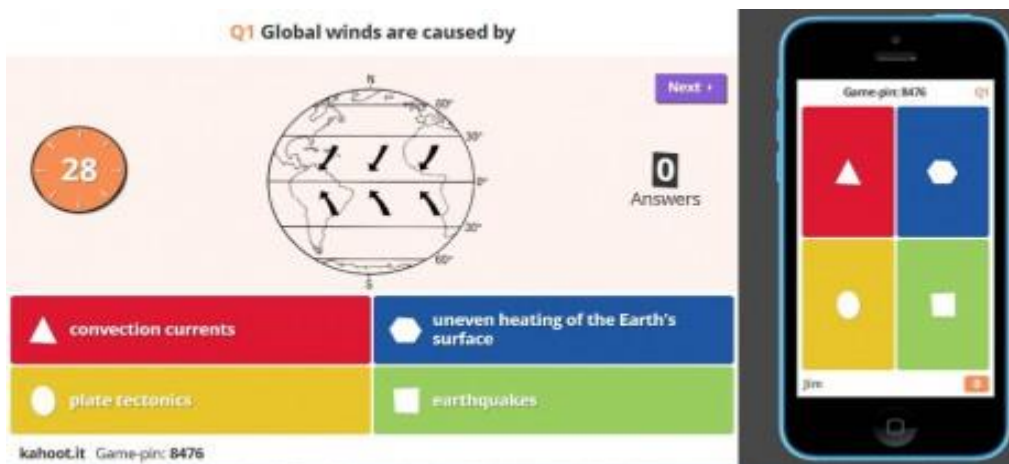 Q1 Global winds are caused by
Next
28
N
60°
30°
0°
30°
60°
S
0
Answers
convection currents
uneven heating of the Earth's
surface
plate tectonics
earthquakes
kahoot.it Game-pin: 8476
Game-pin: 8476 Q1
Jim 0